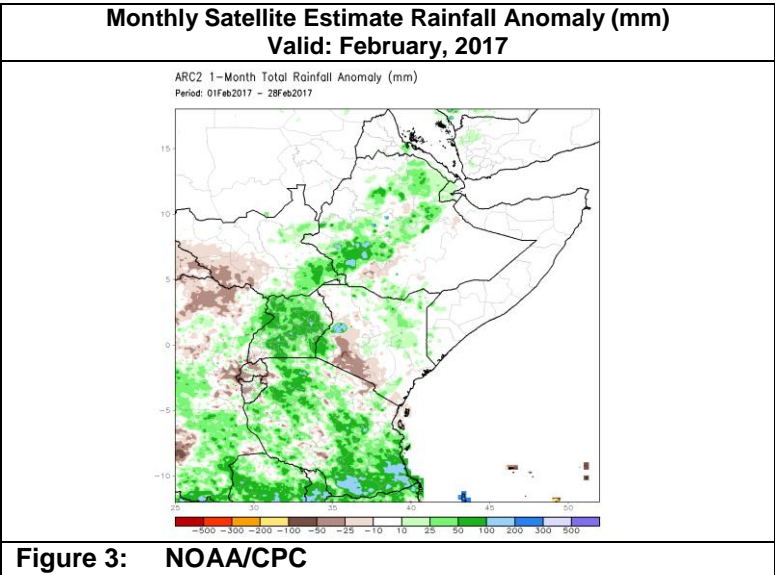 Monthly Satellite Estimate Rainfall Anomaly (mm)
Valid: February, 2017
ARC2 1-Month Total Rainfall Anomaly (mm)
Period: 01Feb2017 - 28Feb2017
15
10
5
0
-5
-10
25 30 35 40 45 50
-500 -300 -200 -100 -50 -25 -10 10 25 50 100 200 300 500
Figure 3: NOAA/CPC